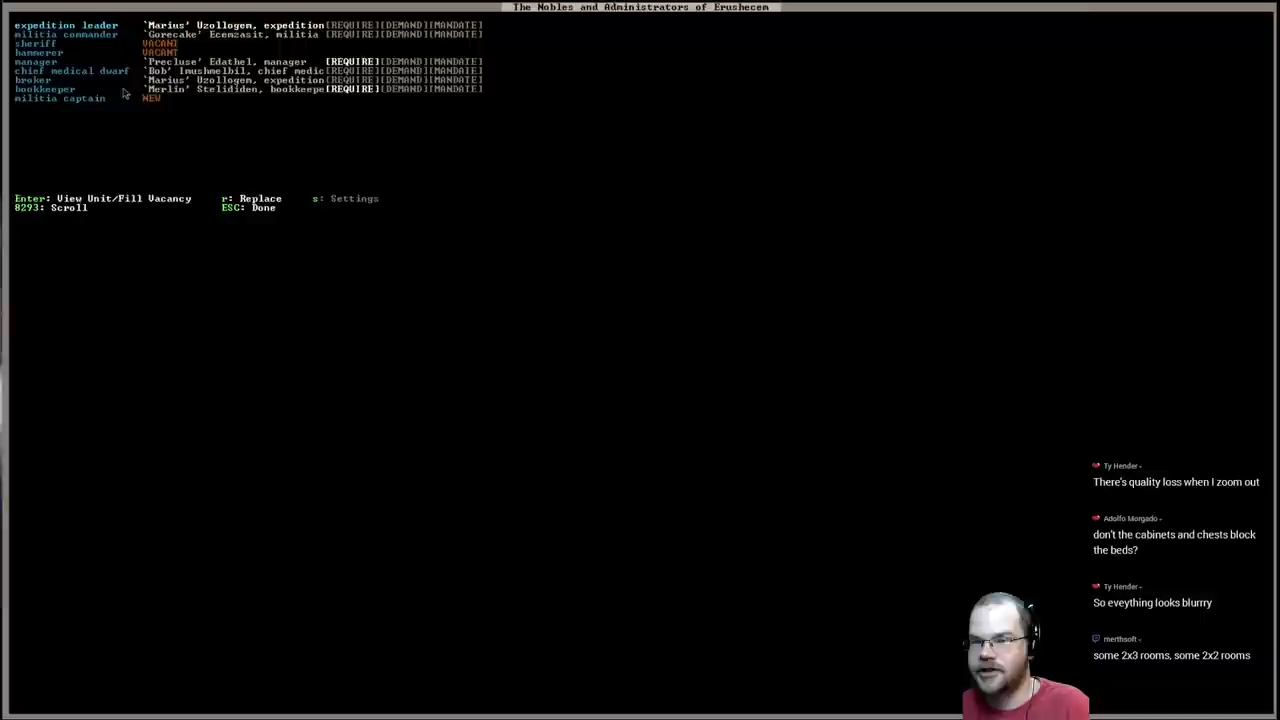 The Nobles and Administrators of Erushecem
expedition leader `Marius' Uzollogem, expedition[REQUIRE][DEMAND][MANDATE]
militia commander `Gorecake' Ecemzasit, militia [REQUIRE][DEMAND][MANDATE]
sheriff VACANT
hammerer VACANT
manager `Precluse' Edathel, manager [REQUIRE][DEMAND][MANDATE]
chief medical dwarf `Bob' Imushmelbil, chief medic[REQUIRE][DEMAND][MANDATE]
broker `Marius' Uzollogem, expedition[REQUIRE][DEMAND][MANDATE]
bookkeeper `Merlin' Stelididen, bookkeepe[REQUIRE][DEMAND][MANDATE]
militia captain NEW
Enter: View Unit/Fill Vacancy r: Replace s: Settings
8293: Scroll ESC: Done
Ty Hender
There's quality loss when I zoom out
Adolfo Morgado
don't the cabinets and chests block
the beds?
Ty Hender
So eveything looks blurrry
merthsoft
some 2x3 rooms, some 2x2 rooms